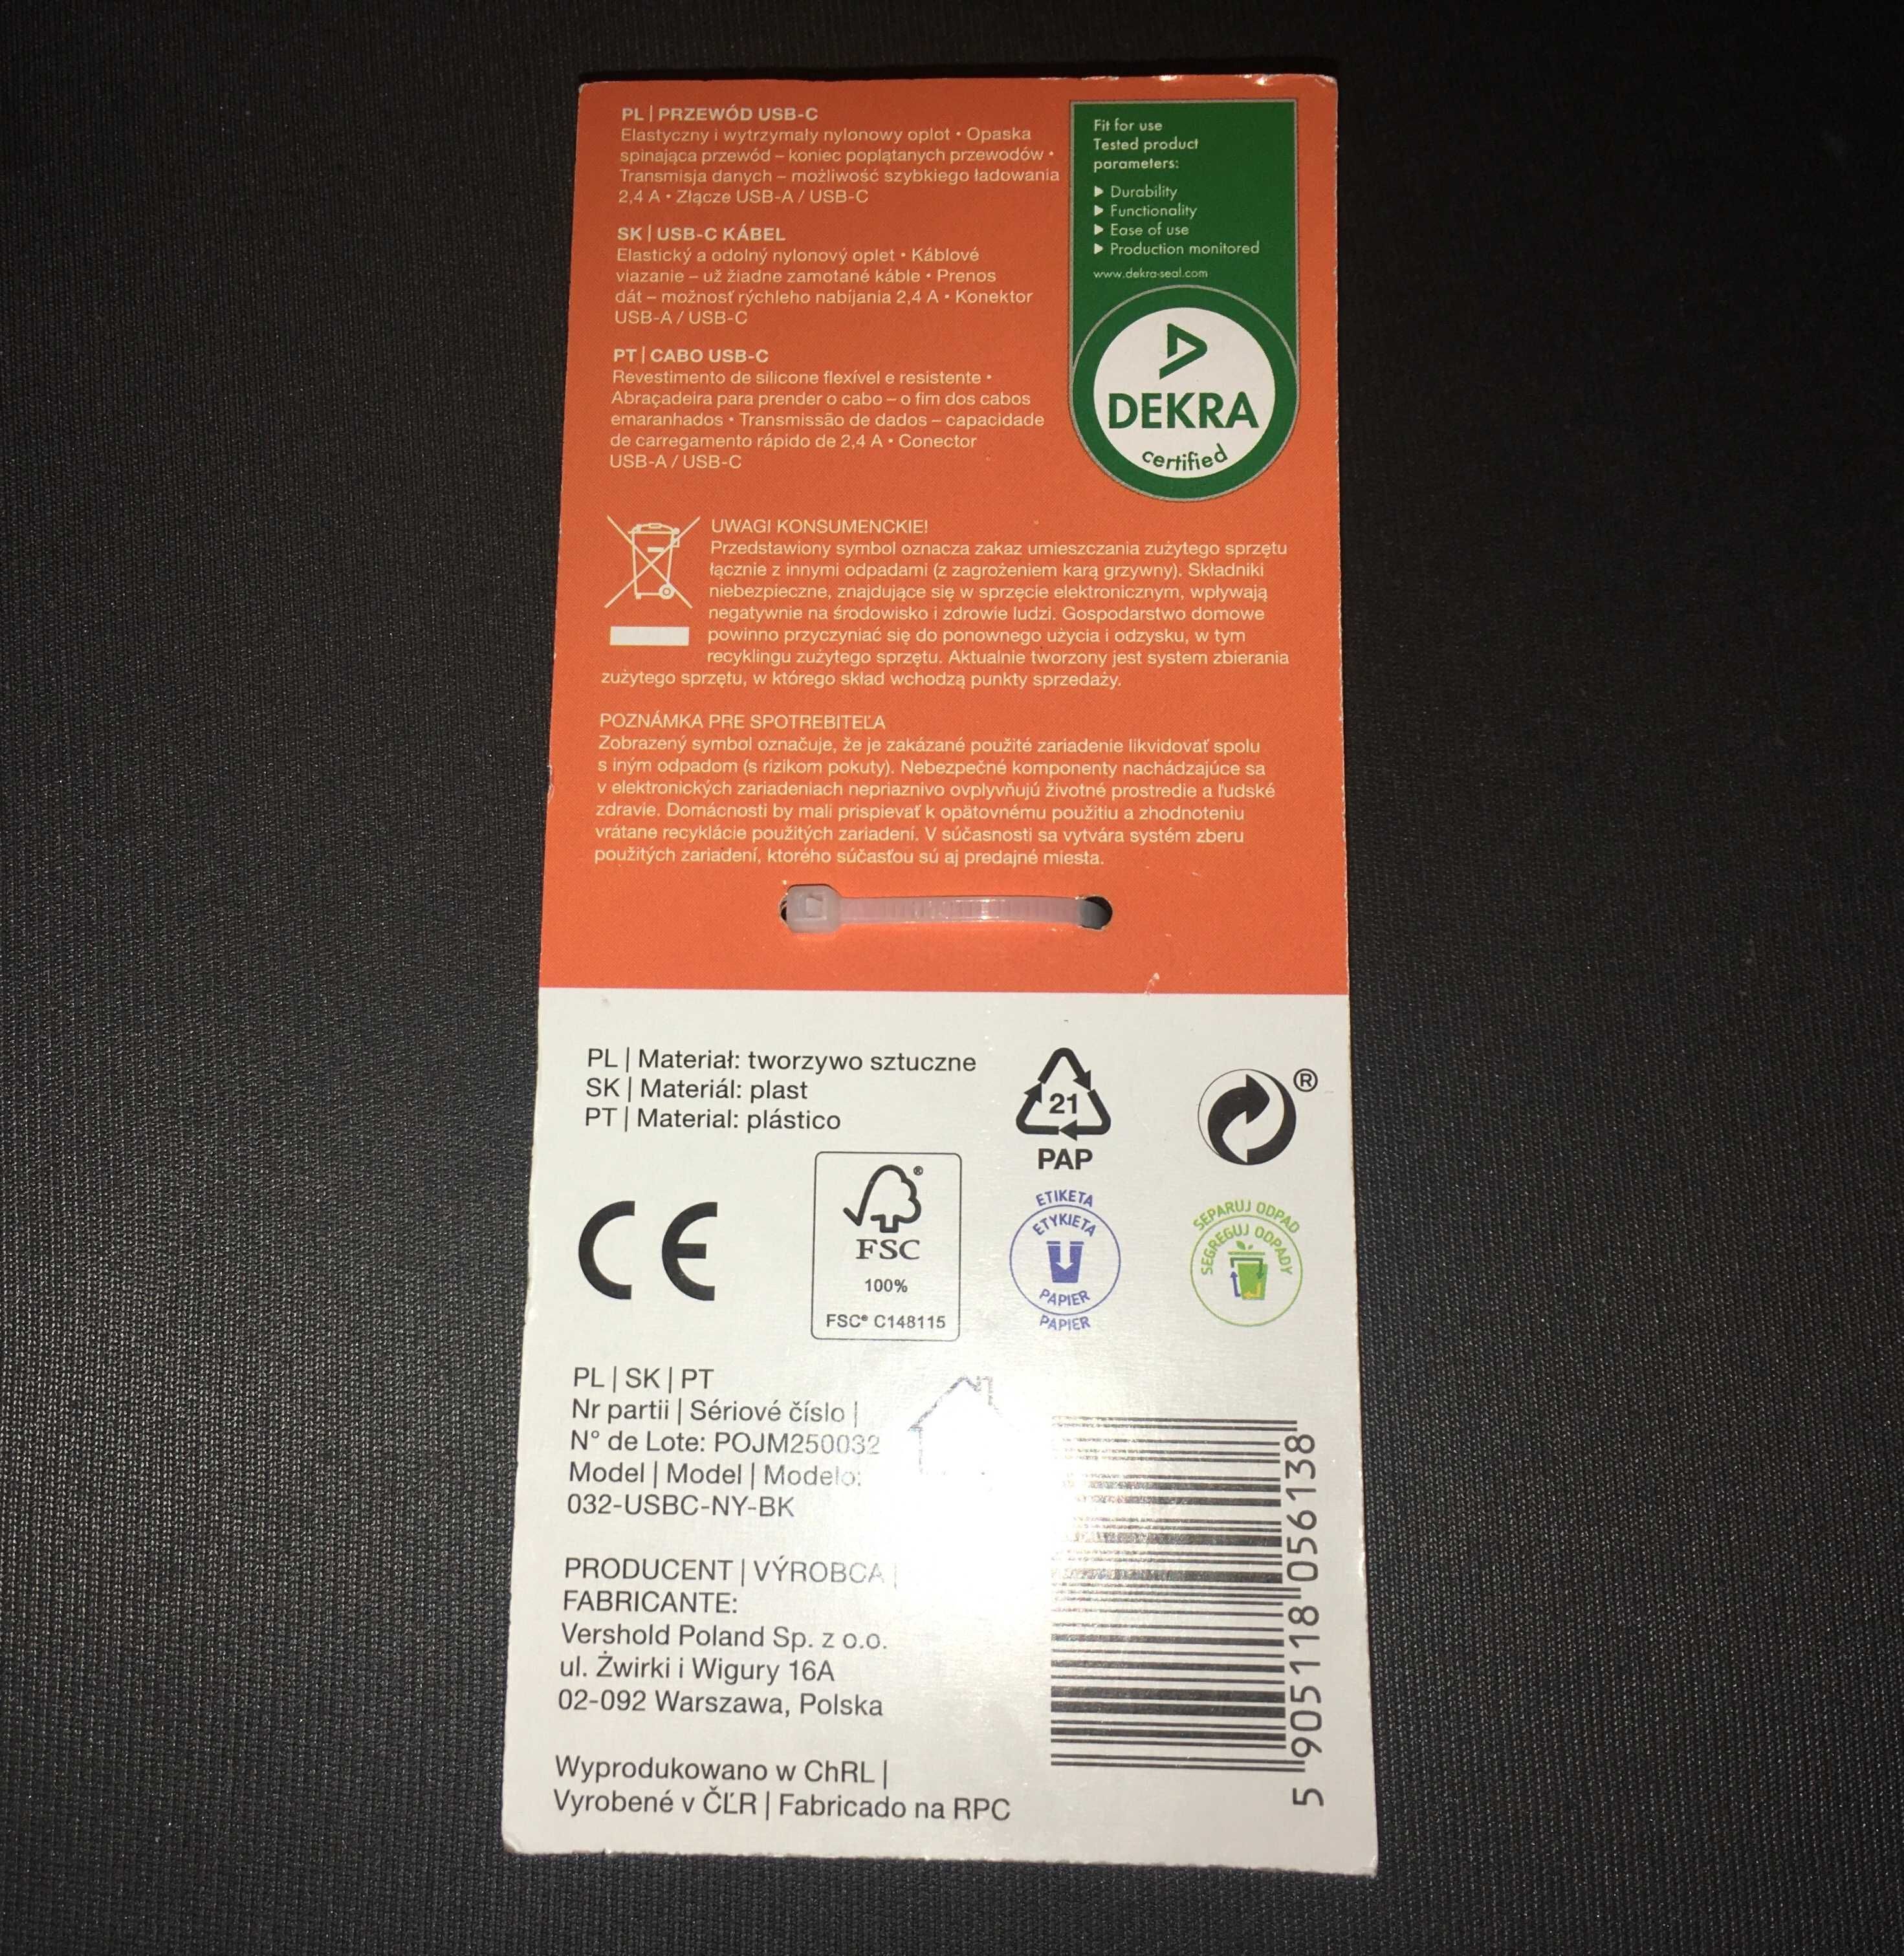 PL | PRZEWÓD USB-C
Elastyczny i wytrzymały nylonowy oplot • Opaska
spinająca przewód – koniec poplątanych przewodów •
Transmisja danych – możliwość szybkiego ładowania
2,4 A • Złącze USB-A / USB-C
SK | USB-C KÁBEL
Elastický a odolný nylonový oplet • Káblové
viazanie – už žiadne zamotané káble • Prenos
dát – možnosť rýchleho nabíjania 2,4 A • Konektor
USB-A / USB-C
PT | CABO USB-C
Revestimento de silicone flexível e resistente •
Abraçadeira para prender o cabo – o fim dos cabos
emaranhados • Transmissão de dados – capacidade
de carregamento rápido de 2,4 A • Conector
USB-A / USB-C
Fit for use
Tested product
parameters:
Durability
Functionality
Ease of use
Production monitored
www.dekra-seal.com
DEKRA
certified
UWAGI KONSUMENCKIE!
Przedstawiony symbol oznacza zakaz umieszczania zużytego sprzętu
łącznie z innymi odpadami (z zagrożeniem karą grzywny). Składniki
niebezpieczne, znajdujące się w sprzęcie elektronicznym, wpływają
negatywnie na środowisko i zdrowie ludzi. Gospodarstwo domowe
powinno przyczyniać się do ponownego użycia i odzysku, w tym
recyklingu zużytego sprzętu. Aktualnie tworzony jest system zbierania
zużytego sprzętu, w którego skład wchodzą punkty sprzedaży.
POZNÁMKA PRE SPOTREBITEĽA
Zobrazený symbol označuje, že je zakázané použité zariadenie likvidovať spolu
s iným odpadom (s rizikom pokuty). Nebezpečné komponenty nachádzajúce sa
v elektronických zariadeniach nepriaznivo ovplyvňujú životné prostredie a ľudské
zdravie. Domácnosti by mali prispievať k opätovnému použitiu a zhodnoteniu
vrátane recyklácie použitých zariadení. V súčasnosti sa vytvára systém zberu
použitých zariadení, ktorého súčasťou sú aj predajné miesta.
PL | Materiał: tworzywo sztuczne
SK | Materiál: plast
PT | Material: plástico
21
PAP
®
CE
®
FSC
100%
FSC® C148115
ETIKETA
ETYKIETA
PAPIER
PAPIER
SEPARUJ ODPAD
SEGREGUJ ODPADY
PL | SK | PT
Nr partii | Sériové číslo |
N° de Lote: POJM250032
Model | Model | Modelo:
032-USBC-NY-BK
PRODUCENT | VÝROBCA |
FABRICANTE:
Vershold Poland Sp. z o.o.
ul. Żwirki i Wigury 16A
02-092 Warszawa, Polska
Wyprodukowano w ChRL |
Vyrobené v ČĽR | Fabricado na RPC
5 905118 056138